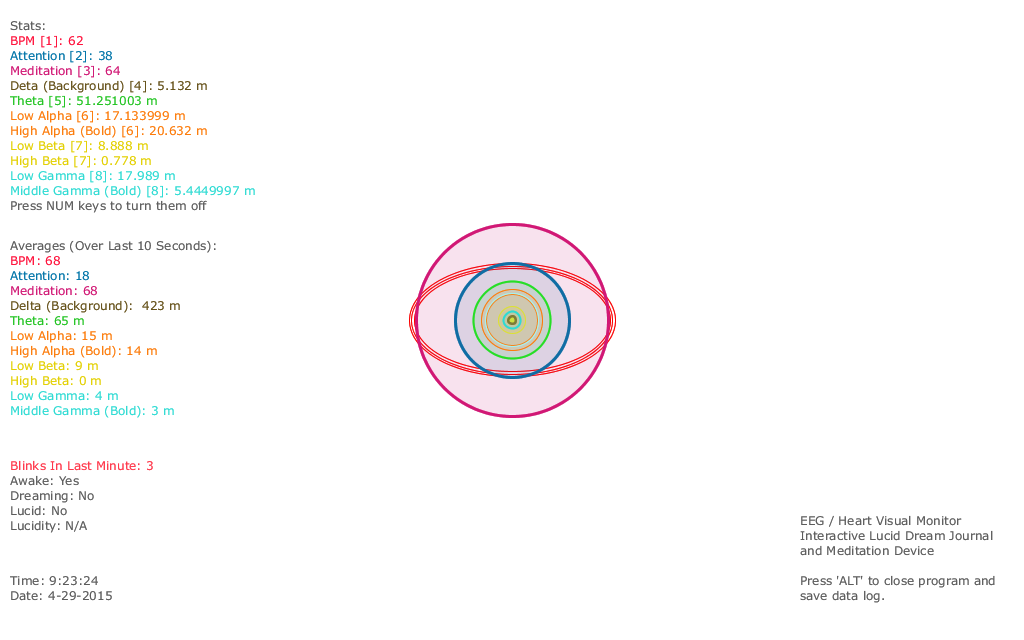 Stats:
BPM [1]: 62
Attention [2]: 38
Meditation [3]: 64
Deta (Background) [4]: 5.132 m
Theta [5]: 51.251003 m
Low Alpha [6]: 17.133999 m
High Alpha (Bold) [6]: 20.632 m
Low Beta [7]: 8.888 m
High Beta [7]: 0.778 m
Low Gamma [8]: 17.989 m
Middle Gamma (Bold) [8]: 5.4449997 m
Press NUM keys to turn them off
Averages (Over Last 10 Seconds):
BPM: 68
Attention: 18
Meditation: 68
Delta (Background):  423 m
Theta: 65 m
Low Alpha: 15 m
High Alpha (Bold): 14 m
Low Beta: 9 m
High Beta: 0 m
Low Gamma: 4 m
Middle Gamma (Bold): 3 m
Blinks In Last Minute: 3
Awake: Yes
Dreaming: No
Lucid: No
Lucidity: N/A
Time: 9:23:24
Date: 4-29-2015
EEG / Heart Visual Monitor
Interactive Lucid Dream Journal
and Meditation Device
Press 'ALT' to close program and
save data log.